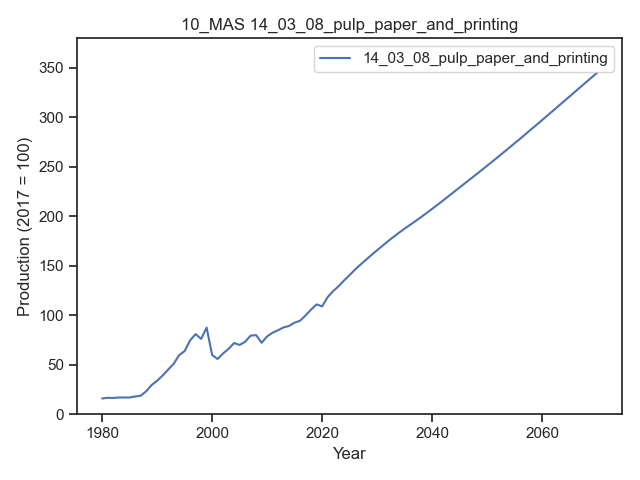 10_MAS 14_03_08_pulp_paper_and_printing
14_03_08_pulp_paper_and_printing
Production (2017 = 100)
350
300
250
200
150
100
50
0
1980 2000 2020 2040 2060
Year